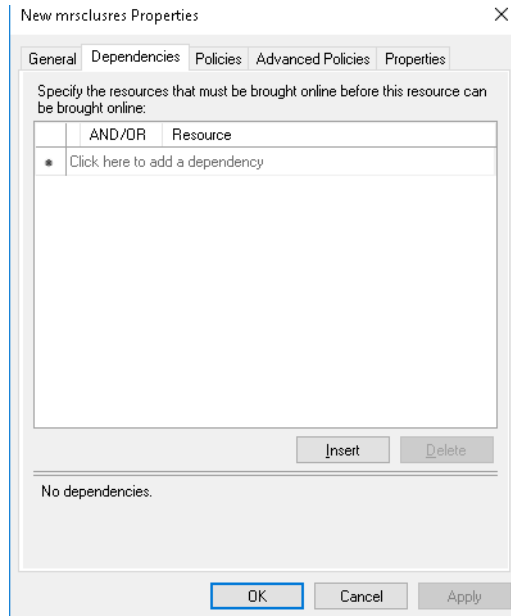 New mrsclusres Properties
General Dependencies Policies Advanced Policies Properties
Specify the resources that must be brought online before this resource can
be brought online:
AND/OR Resource
Click here to add a dependency
Insert Delete
No dependencies.
OK Cancel Apply